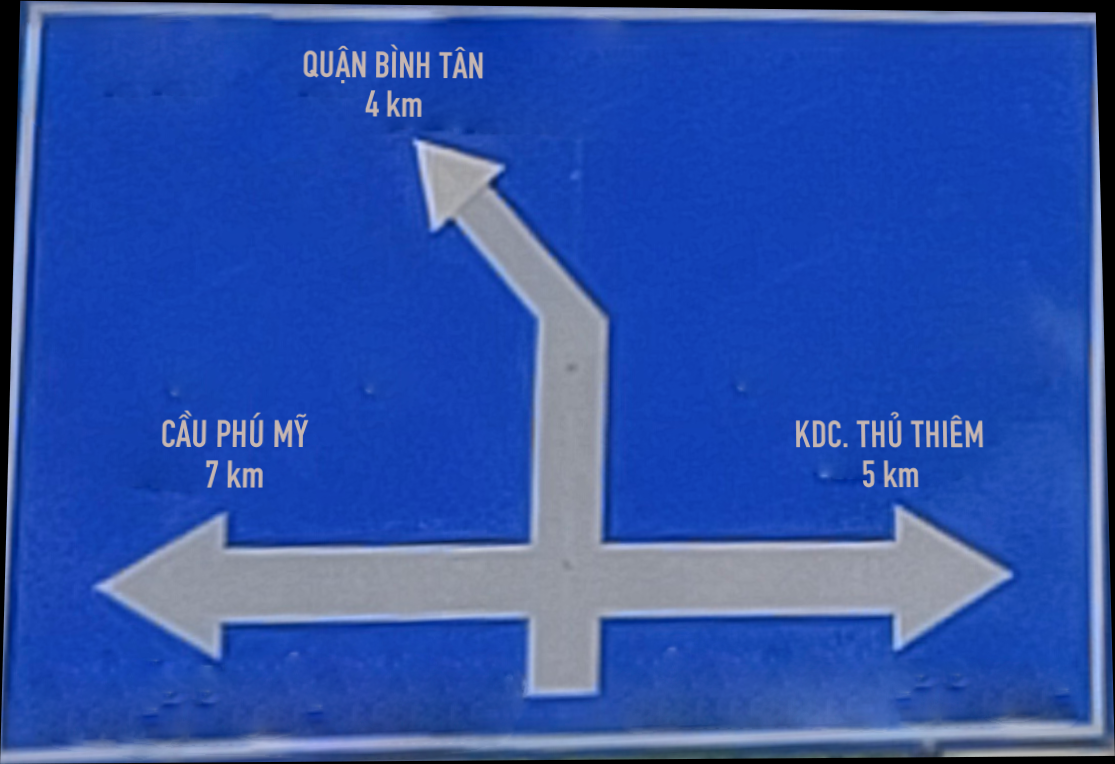 QUẬN BÌNH TÂN
4 km
CẦU PHÚ MỸ
7 km
KDC. THỦ THIÊM
5 km